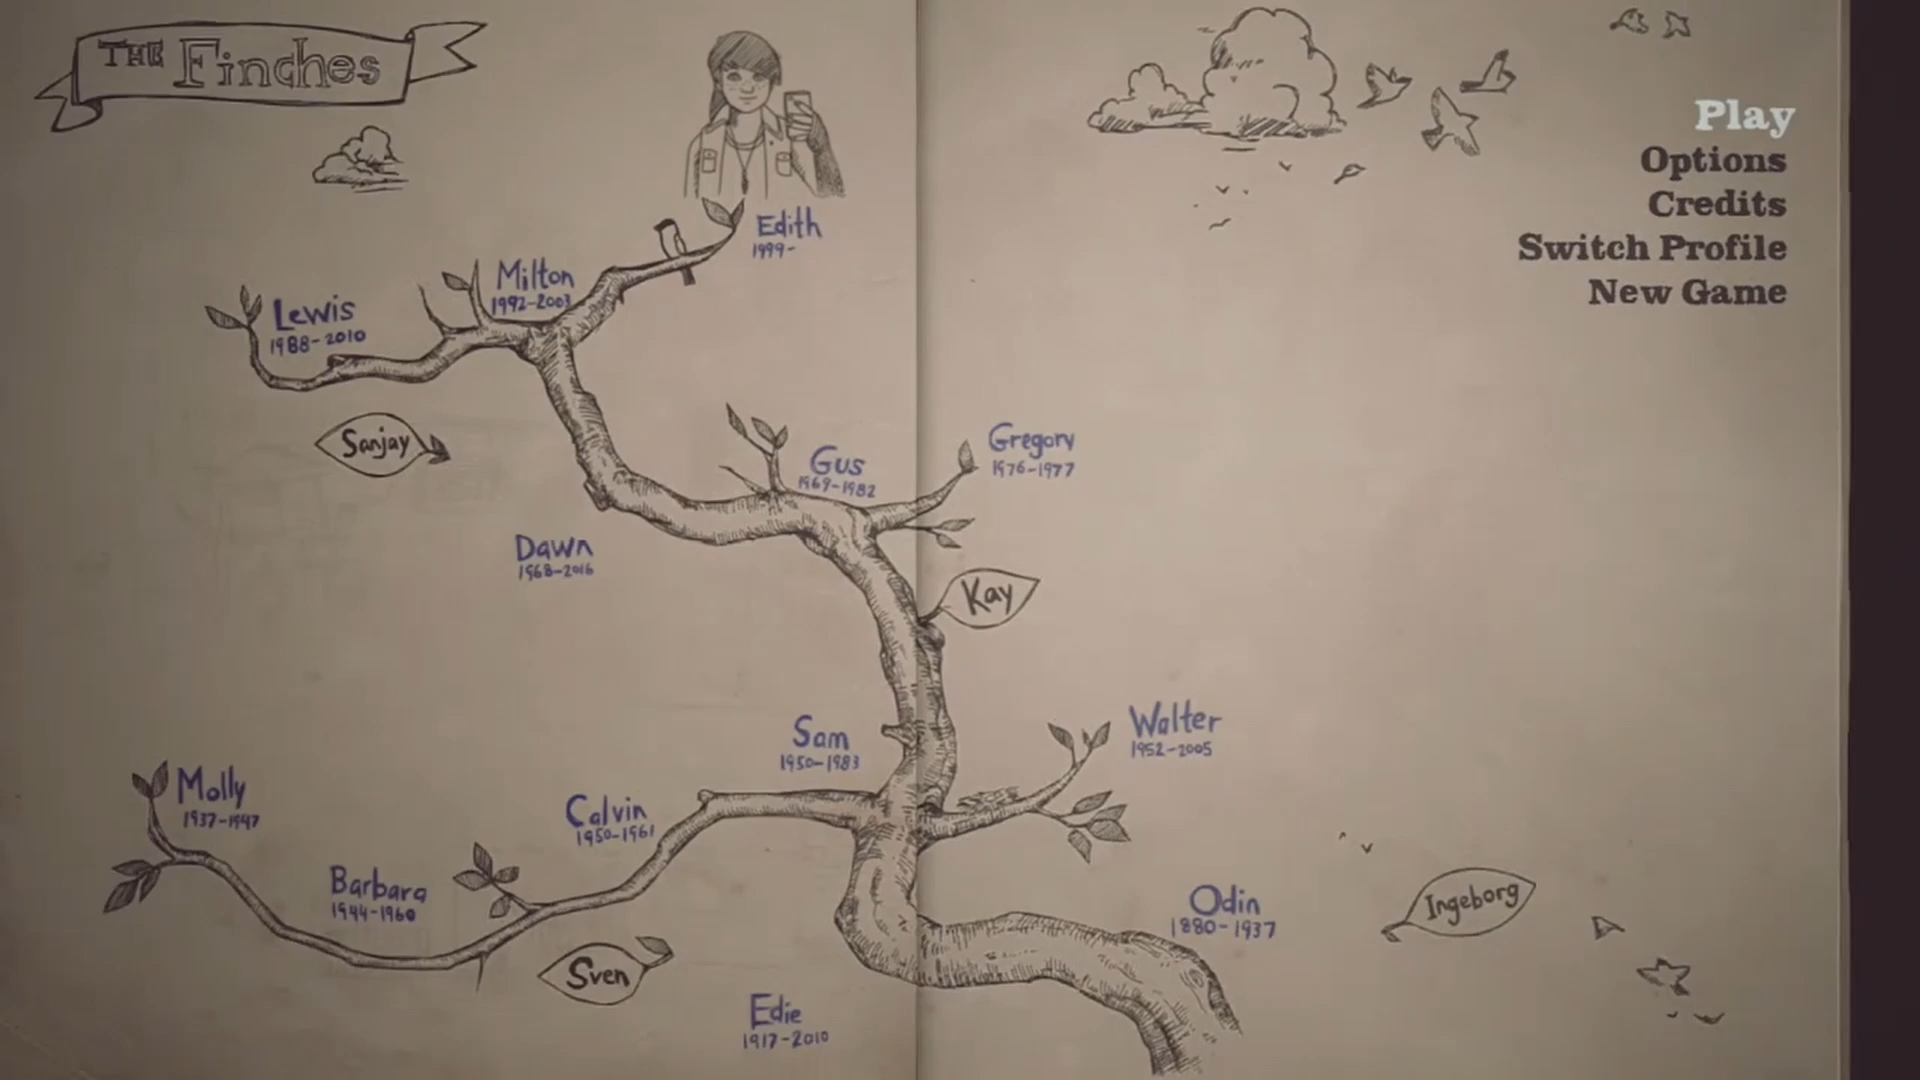 THE Finches
Play
Options
Credits
Switch Profile
New Game
Edith
1999-
Milton
1992-2003
Lewis
1988-2010
Sanjay
Gus
1969-1982
Gregory
1976-1977
Dawn
1968-2016
Kay
Sam
1950-1983
Walter
1952-2005
Molly
1937-1947
Calvin
1950-1961
Barbara
1944-1960
Sven
Odin
1880-1937
Ingeborg
Edie
1917-2010